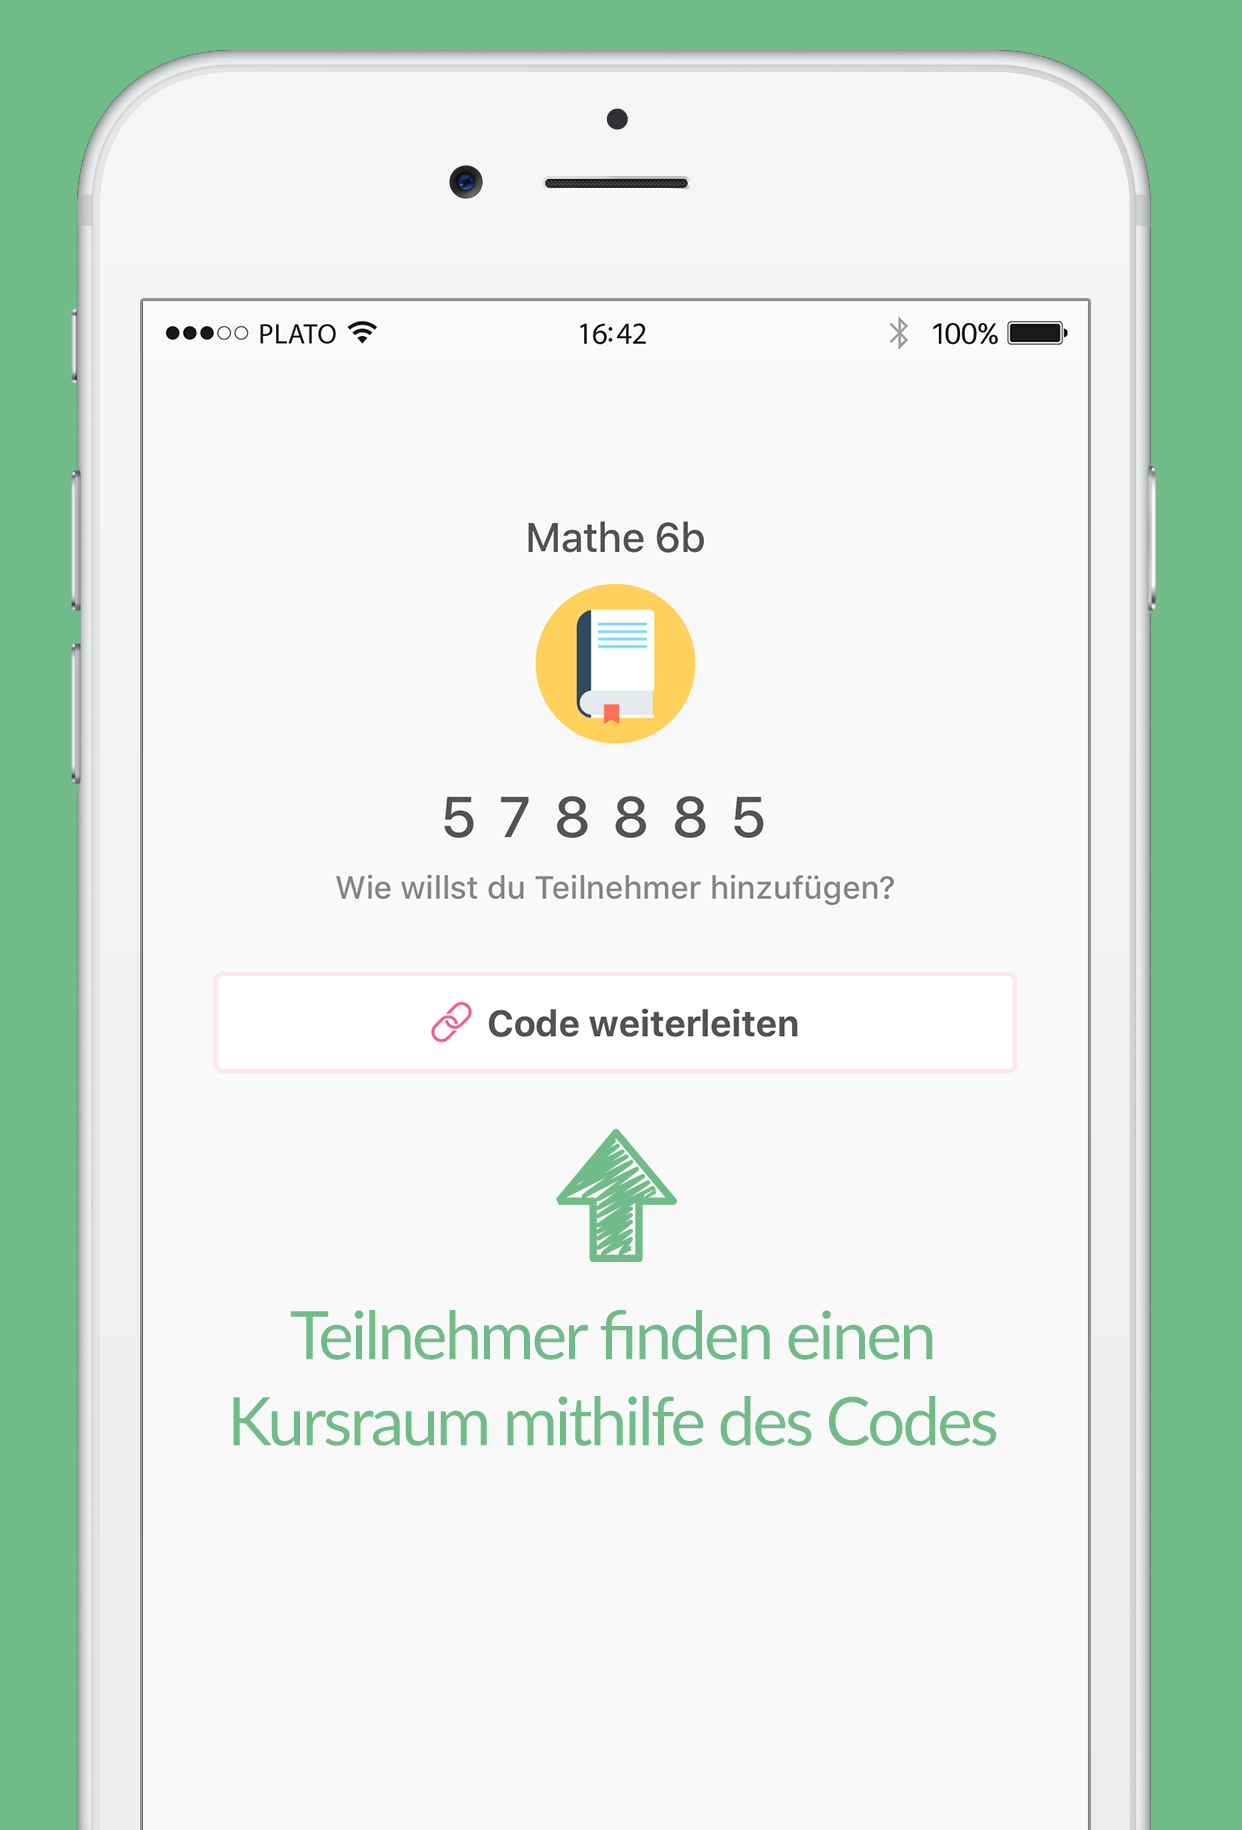 PLATO 16:42 100%
Mathe 6b
5 7 8 8 8 5
Wie willst du Teilnehmer hinzufügen?
Code weiterleiten
Teilnehmer finden einen
Kursraum mithilfe des Codes